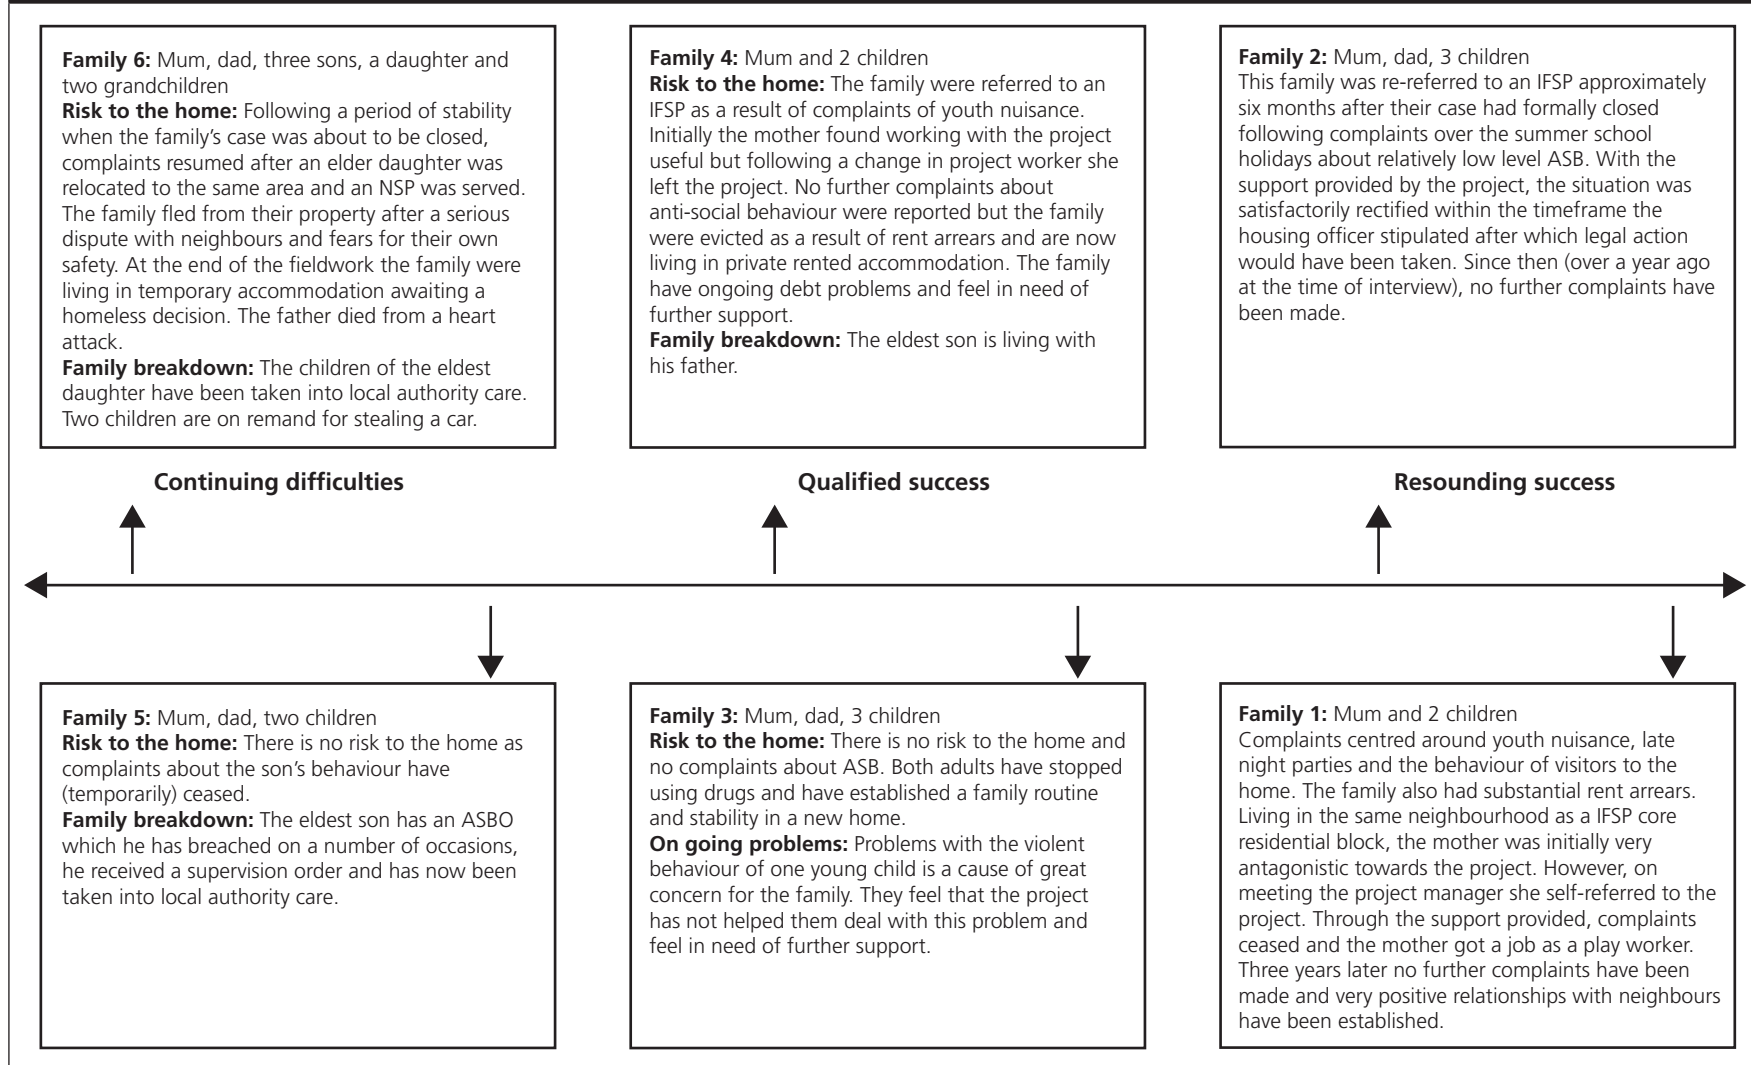 Family 6: Mum, dad, three sons, a daughter and
two grandchildren
Risk to the home: Following a period of stability
when the family's case was about to be closed,
complaints resumed after an elder daughter was
relocated to the same area and an NSP was served.
The family fled from their property after a serious
dispute with neighbours and fears for their own
safety. At the end of the fieldwork the family were
living in temporary accommodation awaiting a
homeless decision. The father died from a heart
attack.
Family breakdown: The children of the eldest
daughter have been taken into local authority care.
Two children are on remand for stealing a car.
Family 4: Mum and 2 children
Risk to the home: The family were referred to an
IFSP as a result of complaints of youth nuisance.
Initially the mother found working with the project
useful but following a change in project worker she
left the project. No further complaints about
anti-social behaviour were reported but the family
were evicted as a result of rent arrears and are now
living in private rented accommodation. The family
have ongoing debt problems and feel in need of
further support.
Family breakdown: The eldest son is living with
his father.
Family 2: Mum, dad, 3 children
This family was re-referred to an IFSP approximately
six months after their case had formally closed
following complaints over the summer school
holidays about relatively low level ASB. With the
support provided by the project, the situation was
satisfactorily rectified within the timeframe the
housing officer stipulated after which legal action
would have been taken. Since then (over a year ago
at the time of interview), no further complaints have
been made.
Continuing difficulties
Qualified success
Resounding success
Family 5: Mum, dad, two children
Risk to the home: There is no risk to the home as
complaints about the son's behaviour have
(temporarily) ceased.
Family breakdown: The eldest son has an ASBO
which he has breached on a number of occasions,
he received a supervision order and has now been
taken into local authority care.
Family 3: Mum, dad, 3 children
Risk to the home: There is no risk to the home and
no complaints about ASB. Both adults have stopped
using drugs and have established a family routine
and stability in a new home.
On going problems: Problems with the violent
behaviour of one young child is a cause of great
concern for the family. They feel that the project
has not helped them deal with this problem and
feel in need of further support.
Family 1: Mum and 2 children
Complaints centred around youth nuisance, late
night parties and the behaviour of visitors to the
home. The family also had substantial rent arrears.
Living in the same neighbourhood as a IFSP core
residential block, the mother was initially very
antagonistic towards the project. However, on
meeting the project manager she self-referred to the
project. Through the support provided, complaints
ceased and the mother got a job as a play worker.
Three years later no further complaints have been
made and very positive relationships with neighbours
have been established.